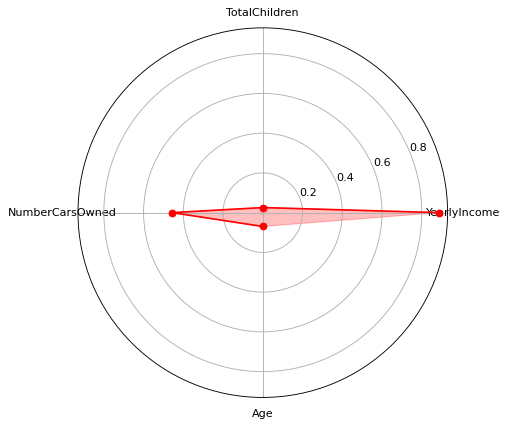 TotalChildren
0.8
0.6
0.4
0.2
NumberCarsOwned
YearlyIncome
Age